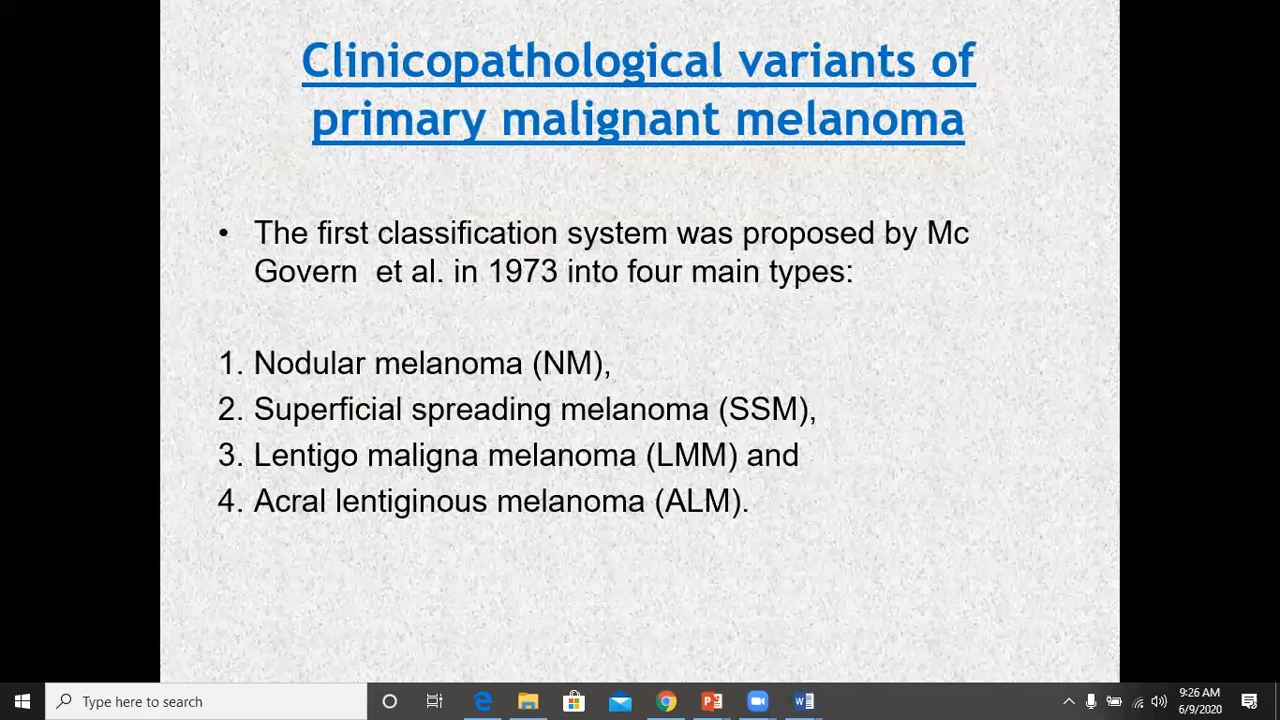 Clinicopathological variants of
primary malignant melanoma
• The first classification system was proposed by Mc
Govern et al. in 1973 into four main types:
1. Nodular melanoma (NM),
2. Superficial spreading melanoma (SSM),
3. Lentigo maligna melanoma (LMM) and
4. Acral lentiginous melanoma (ALM).
Type here to search
9:26 AM
6/9/2020